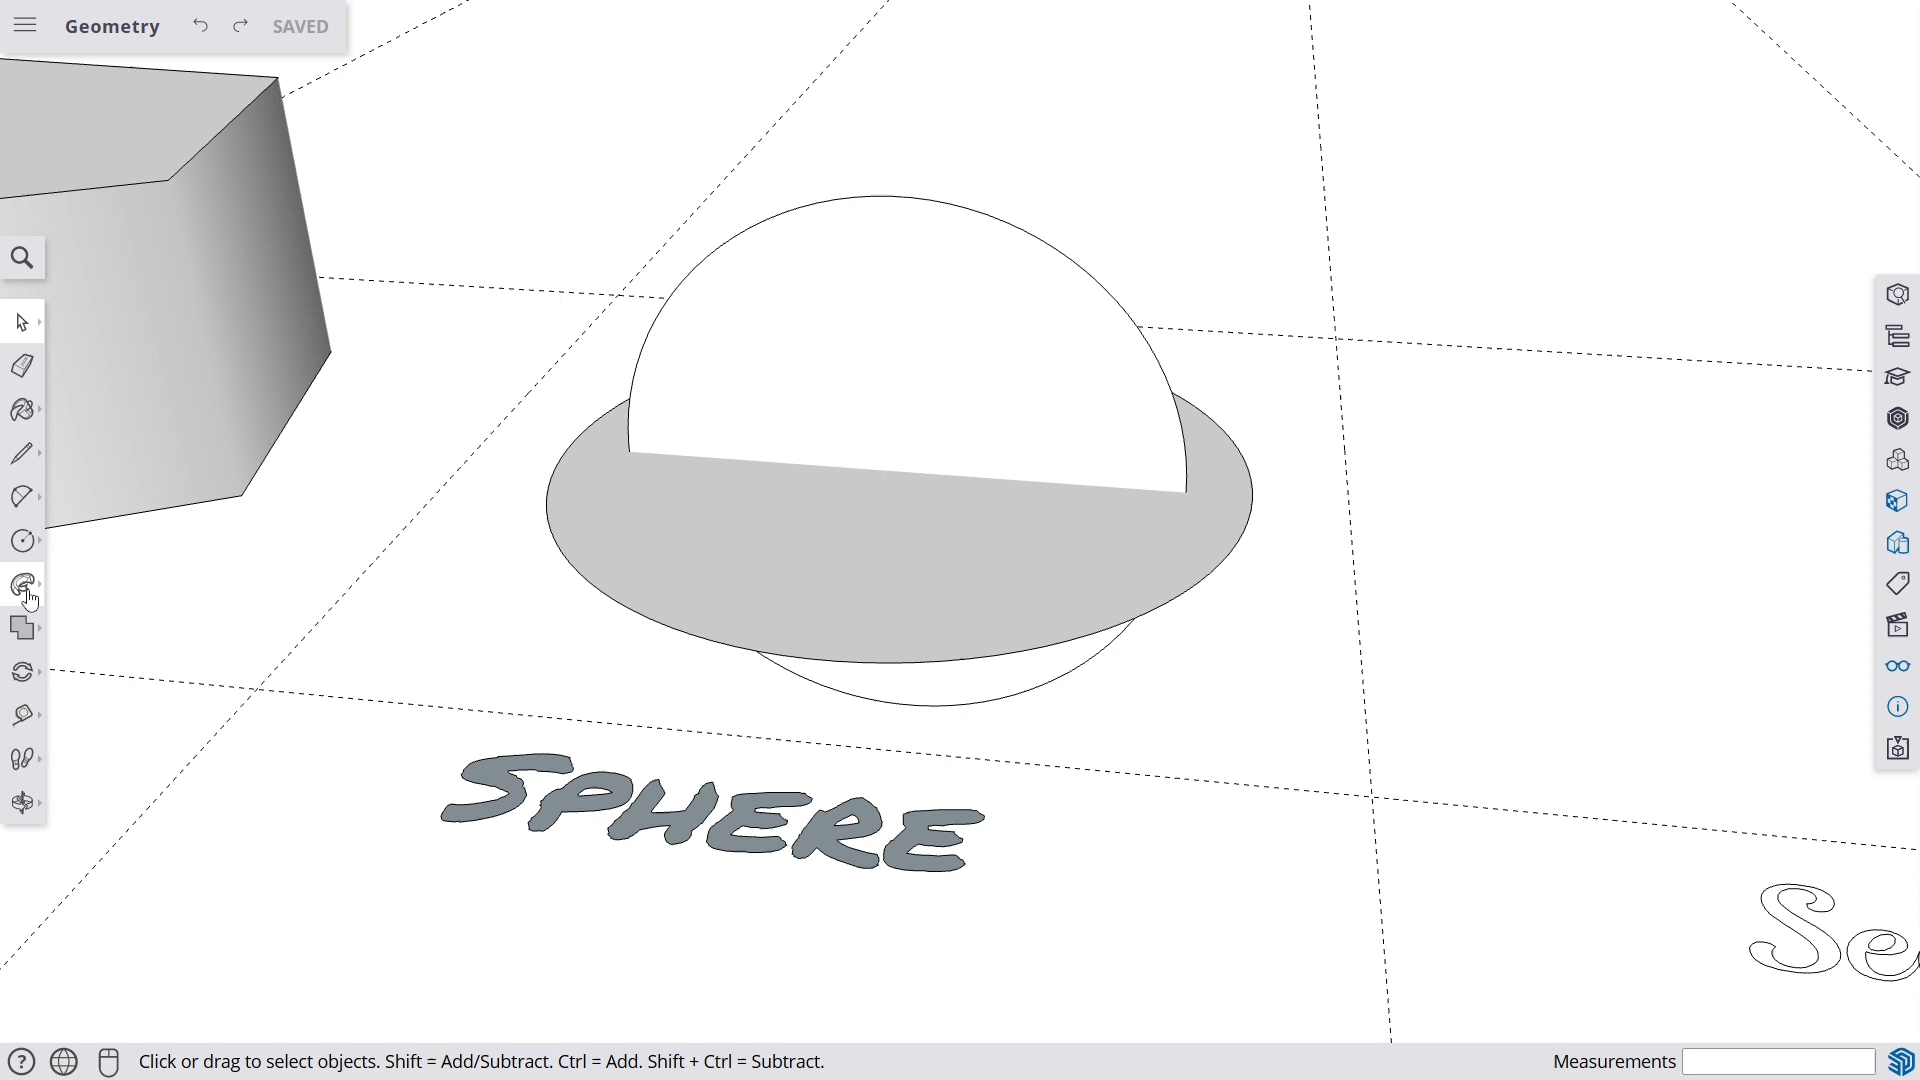 Geometry
SAVED
SPHERE
Se
Click or drag to select objects. Shift = Add/Subtract. Ctrl = Add. Shift + Ctrl = Subtract.
Measurements